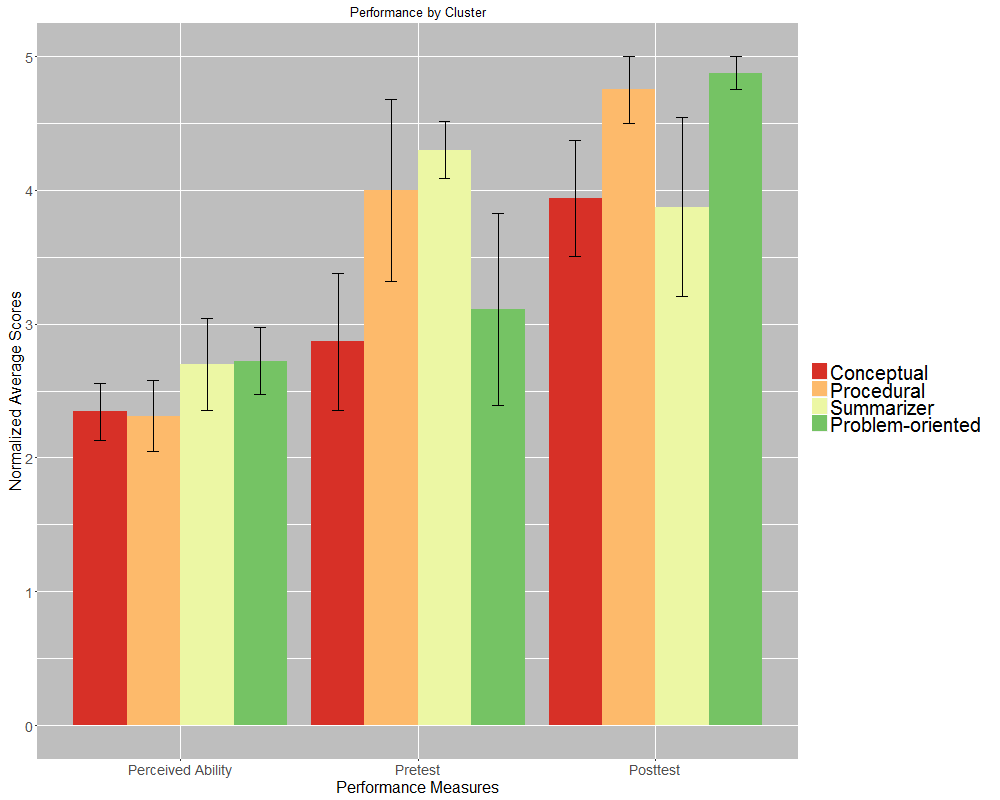 Performance by Cluster
Normalized Average Scores
5
4
3
2
1
0
Perceived Ability
Pretest
Posttest
Performance Measures
Conceptual
Procedural
Summarizer
Problem-oriented